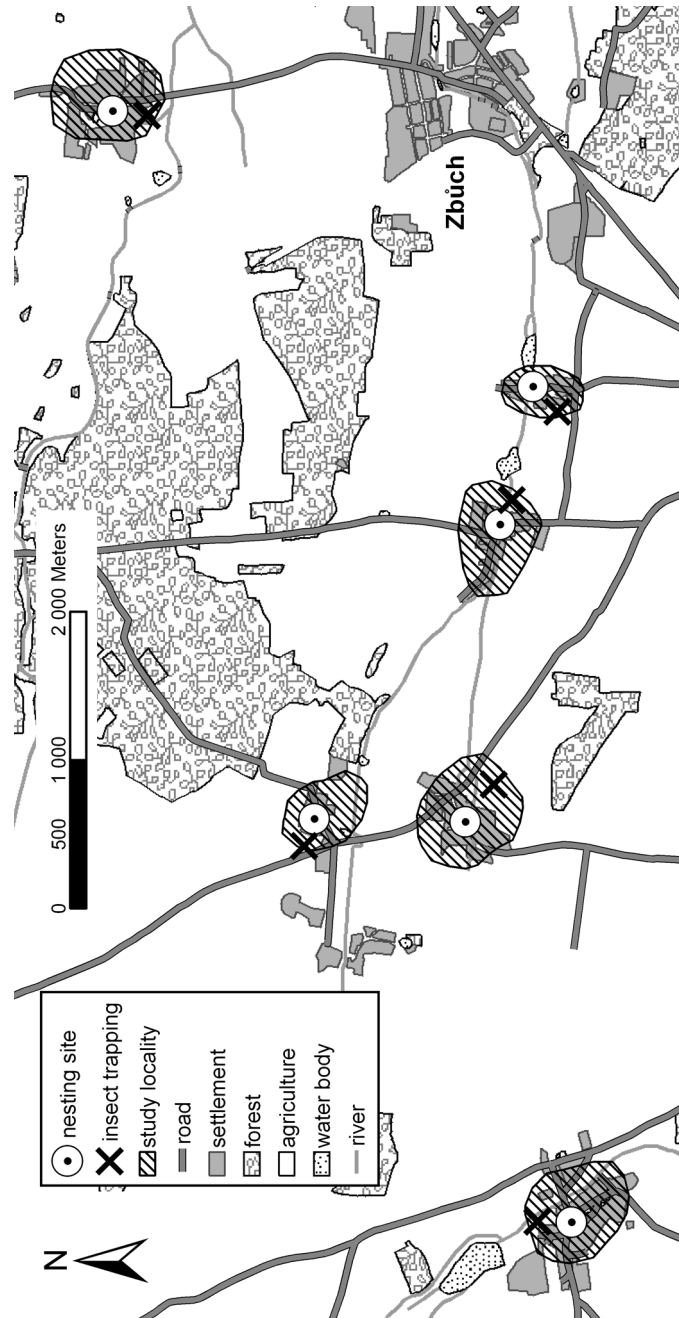 N
nesting site
insect trapping
study locality
road
settlement
forest
agriculture
water body
river
0 500 1 000 2 000 Meters
Zbůch